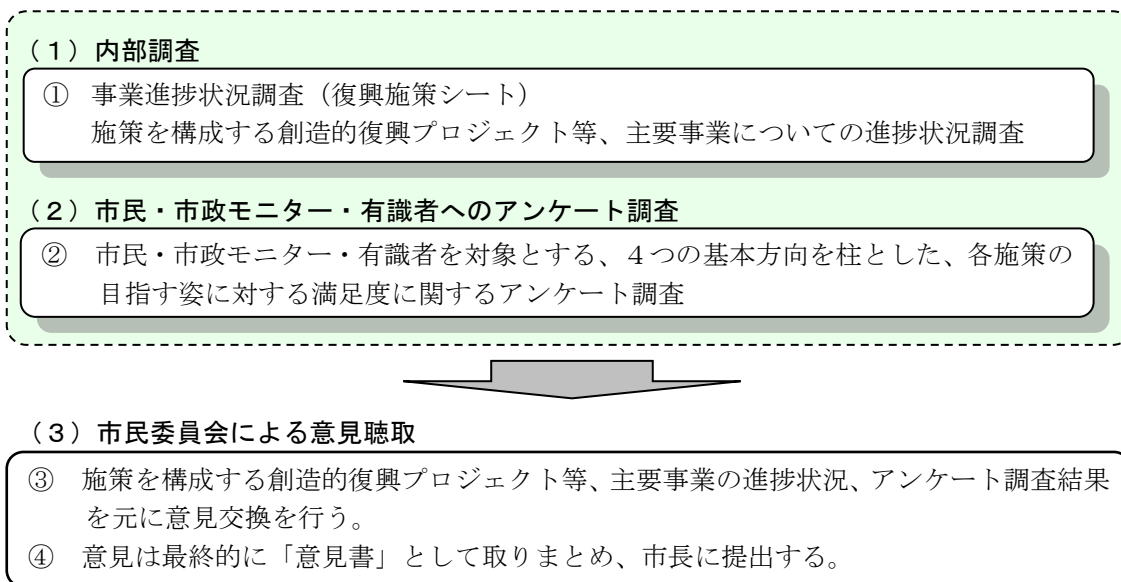 （１）内部調査
① 事業進捗状況調査（復興施策シート）
施策を構成する創造的復興プロジェクト等、主要事業についての進捗状況調査
（２）市民・市政モニター・有識者へのアンケート調査
② 市民・市政モニター・有識者を対象とする、４つの基本方向を柱とした、各施策の
目指す姿に対する満足度に関するアンケート調査
（３）市民委員会による意見聴取
③ 施策を構成する創造的復興プロジェクト等、主要事業の進捗状況、アンケート調査結果
を元に意見交換を行う。
④ 意見は最終的に「意見書」として取りまとめ、市長に提出する。